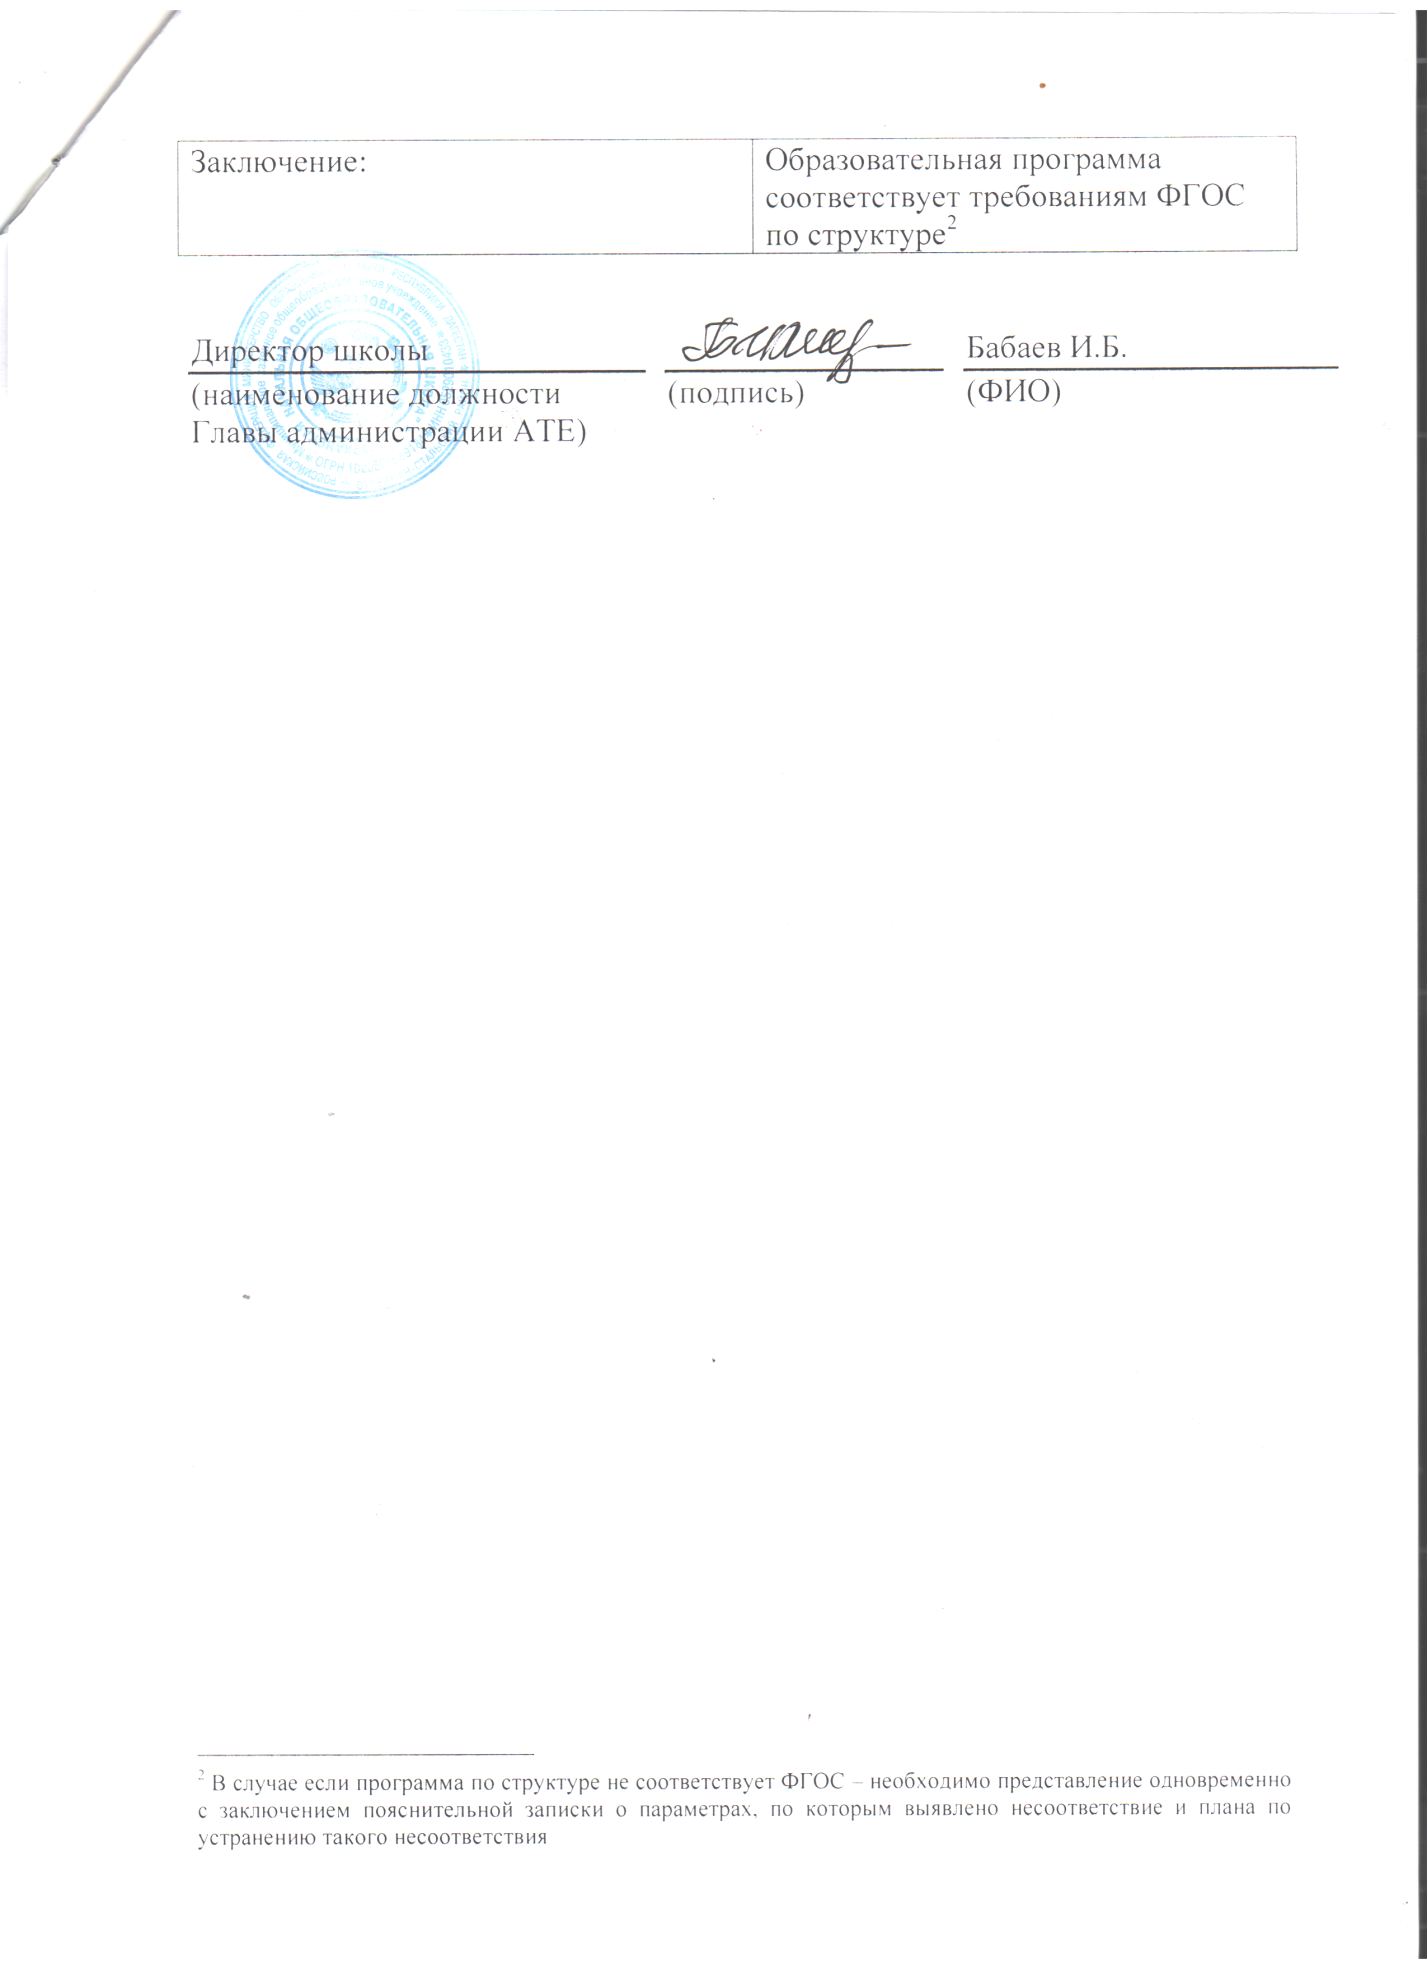 Заключение:
Образовательная программа
соответствует требованиям ФГОС
по структуре²
Директор школы
Бабаев И.Б.
(наименование должности
(подпись)
(ФИО)
Главы администрации АТЕ)
² В случае если программа по структуре не соответствует ФГОС – необходимо представление одновременно
с заключением пояснительной записки о параметрах, по которым выявлено несоответствие и плана по
устранению такого несоответствия